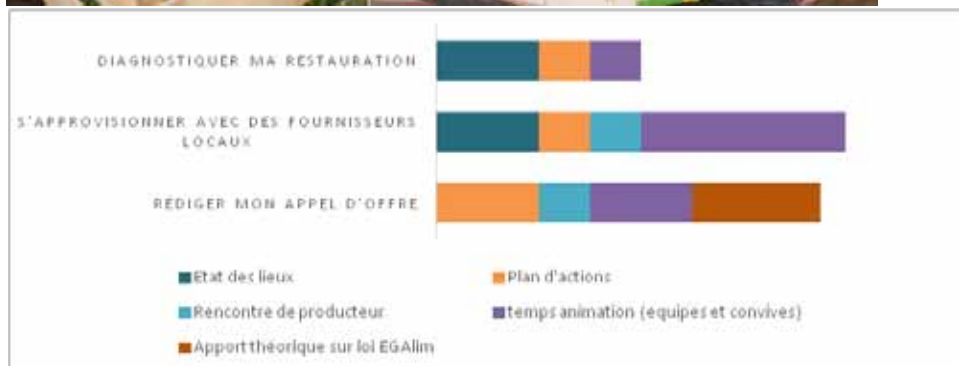 DIAGNOSTIQUER MA RESTAURATION
S'APPROVISIONNER AVEC DES FOURNISSEURS
LOCAUX
RÉDIGER MON APPEL D'OFFRE
Etat des lieux
Plan d'actions
Rencontre de producteur
temps animation (equipes et convives)
Apport théorique sur loi EGAlim